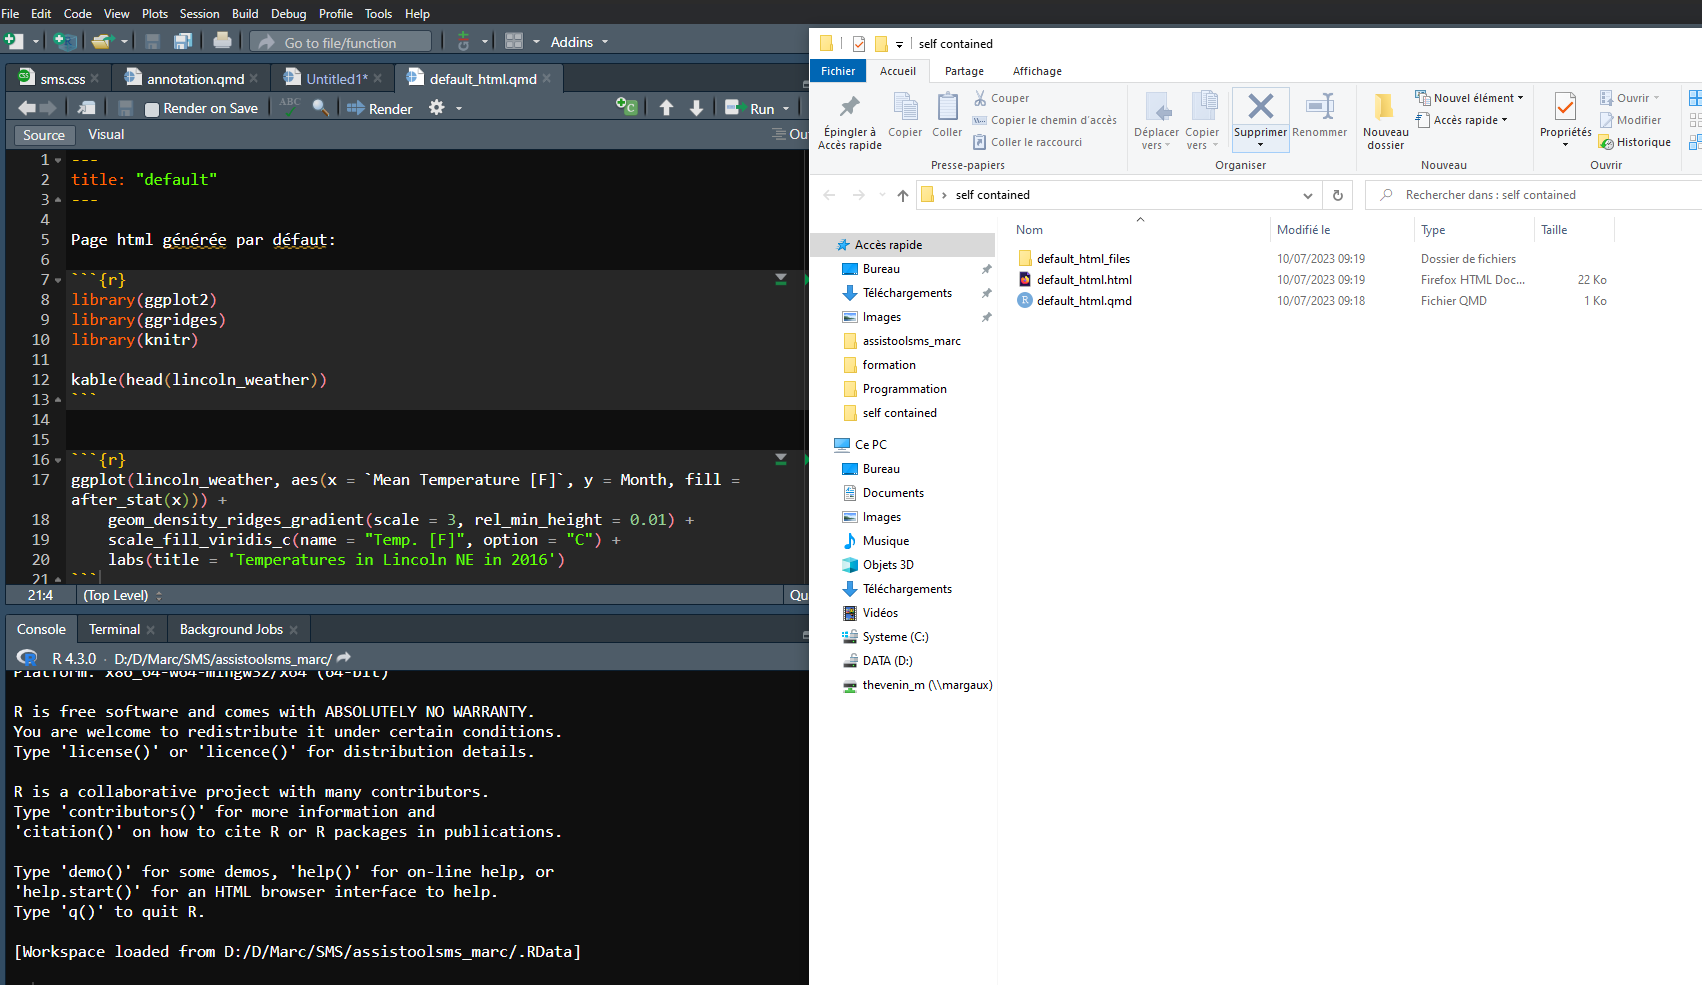 File Edit Code View Plots Session Build Debug Profile Tools Help
Go to file/function
Addins
sms.css
annotation.qmd
Untitled1*
default_html.qmd
Render on Save
ABC
Render
Run
Source
Visual
1 ---
2 title: "default"
3 ---
4
5 Page html générée par défaut:
6
7 ```{r}
8 library(ggplot2)
9 library(ggridges)
10 library(knitr)
11
12 kable(head(lincoln_weather))
13 ```
14
15
16 ```{r}
17 ggplot(lincoln_weather, aes(x = `Mean Temperature [F]`, y = Month, fill =
after_stat(x))) +
18 geom_density_ridges_gradient(scale = 3, rel_min_height = 0.01) +
19 scale_fill_viridis_c(name = "Temp. [F]", option = "C") +
20 labs(title = 'Temperatures in Lincoln NE in 2016')
21 ```
21:4 (Top Level)
Console Terminal Background Jobs
R 4.3.0 · D:/D/Marc/SMS/assistoolsms_marc/
Platform: x86_64-w64-mingw32/x64 (64-bit)
R is free software and comes with ABSOLUTELY NO WARRANTY.
You are welcome to redistribute it under certain conditions.
Type 'license()' or 'licence()' for distribution details.
R is a collaborative project with many contributors.
Type 'contributors()' for more information and
'citation()' on how to cite R or R packages in publications.
Type 'demo()' for some demos, 'help()' for on-line help, or
'help.start()' for an HTML browser interface to help.
Type 'q()' to quit R.
[Workspace loaded from D:/D/Marc/SMS/assistoolsms_marc/.RData]
self contained
Fichier Accueil Partage Affichage
Épingler à
Accès rapide
Copier
Coller
Couper
Copier le chemin d'accès
Coller le raccourci
Presse-papiers
Déplacer
vers
Copier
vers
Supprimer
Renommer
Organiser
Nouveau
dossier
Nouvel élément
Accès rapide
Nouveau
Propriétés
Ouvrir
Modifier
Historique
Ouvrir
self contained
Rechercher dans : self contained
Accès rapide
Bureau
Téléchargements
Images
assistoolsms_marc
formation
Programmation
self contained
Ce PC
Bureau
Documents
Images
Musique
Objets 3D
Téléchargements
Vidéos
Systeme (C:)
DATA (D:)
thevenin_m (\\margaux)
Nom Modifié le Type Taille
default_html_files 10/07/2023 09:19 Dossier de fichiers
default_html.html 10/07/2023 09:19 Firefox HTML Doc... 22 Ko
default_html.qmd 10/07/2023 09:18 Fichier QMD 1 Ko